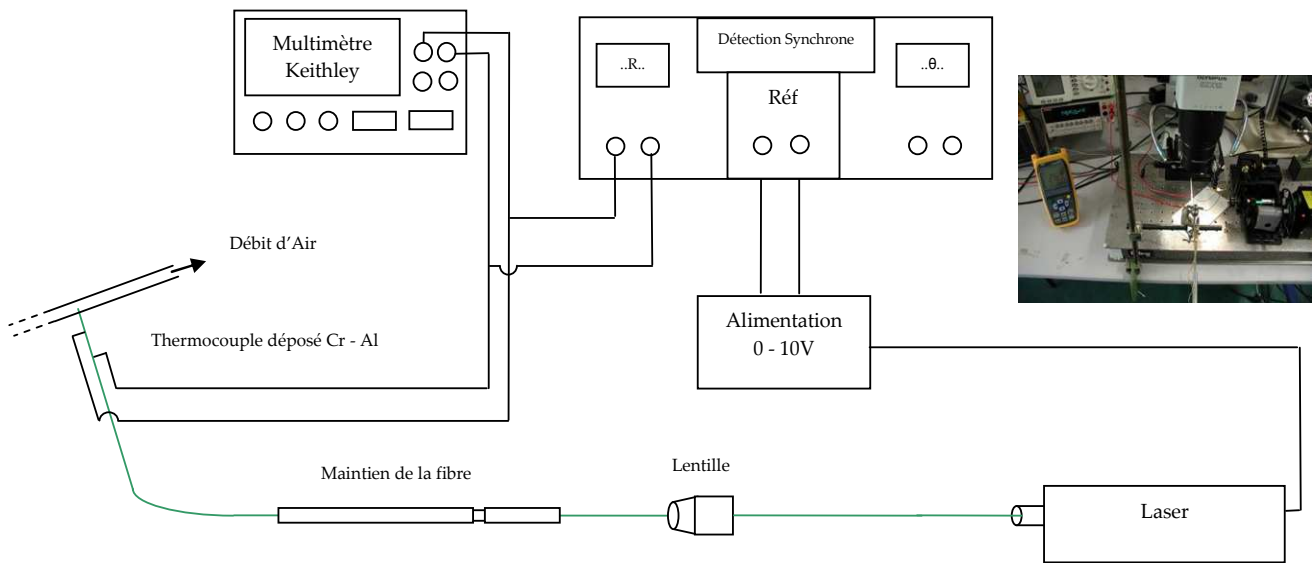 Multimètre
Keithley
Détection Synchrone
..R..
Réf
..θ..
Débit d'Air
Thermocouple déposé Cr - Al
Alimentation
0 - 10V
Maintien de la fibre
Lentille
Laser
OLYMPUS